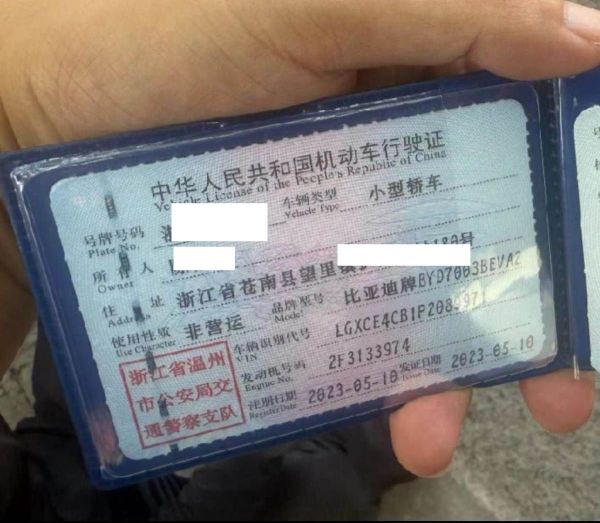 中华人民共和国机动车行驶证
Vehicle License of the People's Republic of China
号牌号码 车辆类型 小型轿车
Plate No. Vehicle Type
所有人
Owner
住址 浙江省苍南县望里镇 180号
Address
使用性质 非营运 品牌型号 比亚迪牌BYD7003BEVA2
Use Character Model
车辆识别代号 LGXCE4CB1P2089971
VIN
浙江省温州
市公安局交
通警察支队
发动机号码 2F3133974
Engine No.
注册日期 2023-05-10 发证日期 2023-05-10
Register Date Issue Date